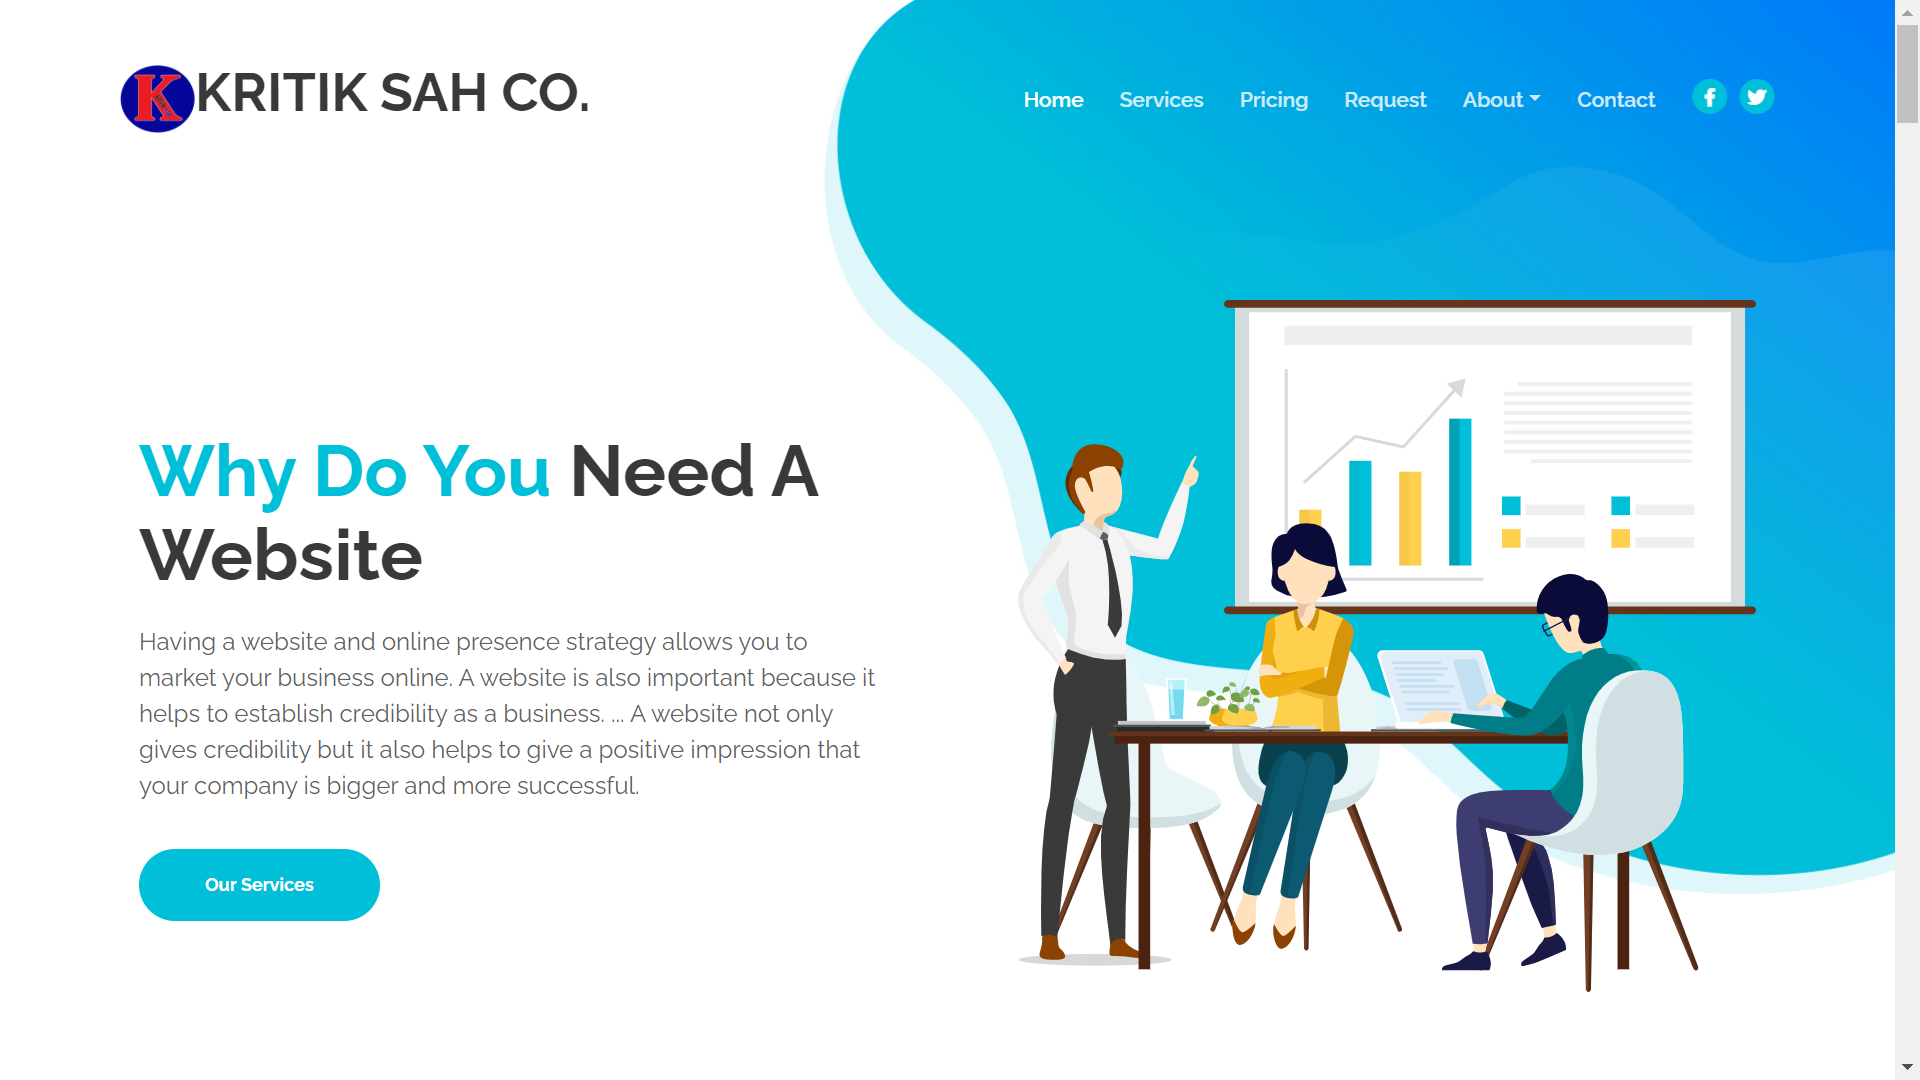 KRITIK SAH CO.
Home Services Pricing Request About Contact
Why Do You Need A
Website
Having a website and online presence strategy allows you to
market your business online. A website is also important because it
helps to establish credibility as a business. ... A website not only
gives credibility but it also helps to give a positive impression that
your company is bigger and more successful.
Our Services